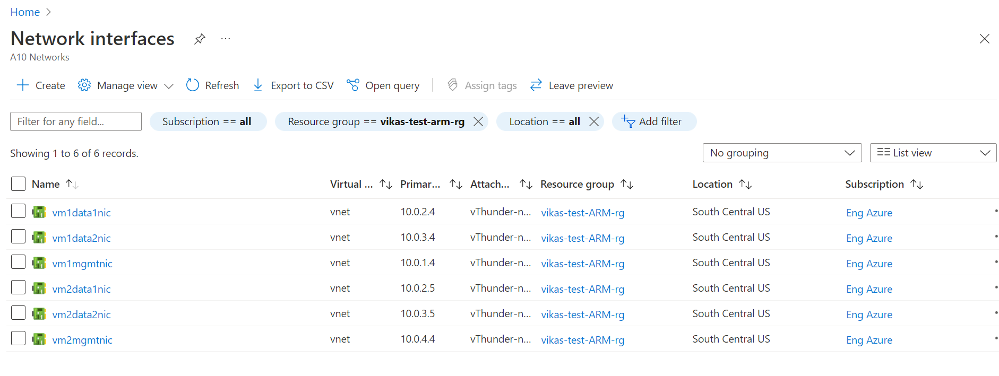 Home
Network interfaces ...
A10 Networks
Create Manage view Refresh Export to CSV Open query Assign tags Leave preview
Filter for any field... Subscription == all Resource group == vikas-test-arm-rg Location == all Add filter
Showing 1 to 6 of 6 records. No grouping List view
Name Virtual ... Primar... Attach... Resource group Location Subscription
vm1data1nic vnet 10.0.2.4 vThunder-n... vikas-test-ARM-rg South Central US Eng Azure
vm1data2nic vnet 10.0.3.4 vThunder-n... vikas-test-ARM-rg South Central US Eng Azure
vm1mgmtnic vnet 10.0.1.4 vThunder-n... vikas-test-ARM-rg South Central US Eng Azure
vm2data1nic vnet 10.0.2.5 vThunder-n... vikas-test-ARM-rg South Central US Eng Azure
vm2data2nic vnet 10.0.3.5 vThunder-n... vikas-test-ARM-rg South Central US Eng Azure
vm2mgmtnic vnet 10.0.4.4 vThunder-n... vikas-test-ARM-rg South Central US Eng Azure